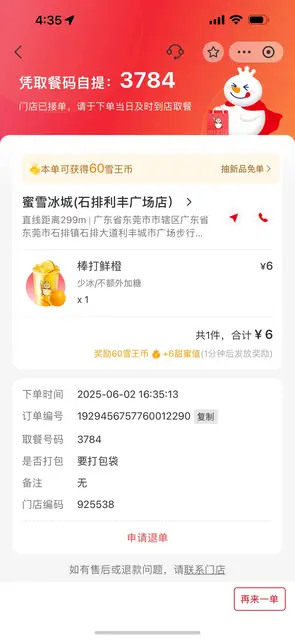 4:35
凭取餐码自提：3784
门店已接单，请于下单当日及时到店取餐
本单可获得60雪王币
抽新品免单 >
蜜雪冰城(石排利丰广场店) >
直线距离299m | 广东省东莞市市辖区广东省
东莞市石排镇石排大道利丰城市广场步行...
棒打鲜橙
¥6
少冰/不额外加糖
x 1
共1件，合计 ¥ 6
奖励60雪王币 +6甜蜜值(1分钟后发放奖励)
下单时间 2025-06-02 16:35:13
订单编号 1929456757760012290 复制
取餐号码 3784
是否打包 要打包袋
备注 无
门店编码 925538
申请退单
如有售后或退款问题，请联系门店
再来一单